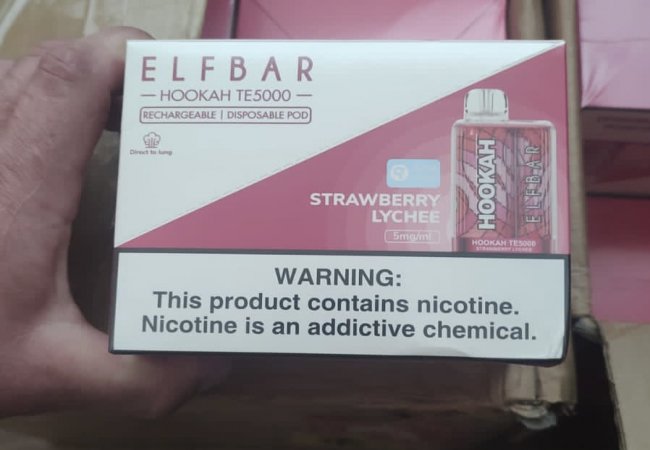 ELFBAR
— HOOKAH TE5000 —
RECHARGEABLE | DISPOSABLE POD
Direct to lung
STRAWBERRY
LYCHEE
5mg/ml
HOOKAH
ELFBAR
HOOKAH TE5000
STRAWBERRY LYCHEE
WARNING:
This product contains nicotine.
Nicotine is an addictive chemical.